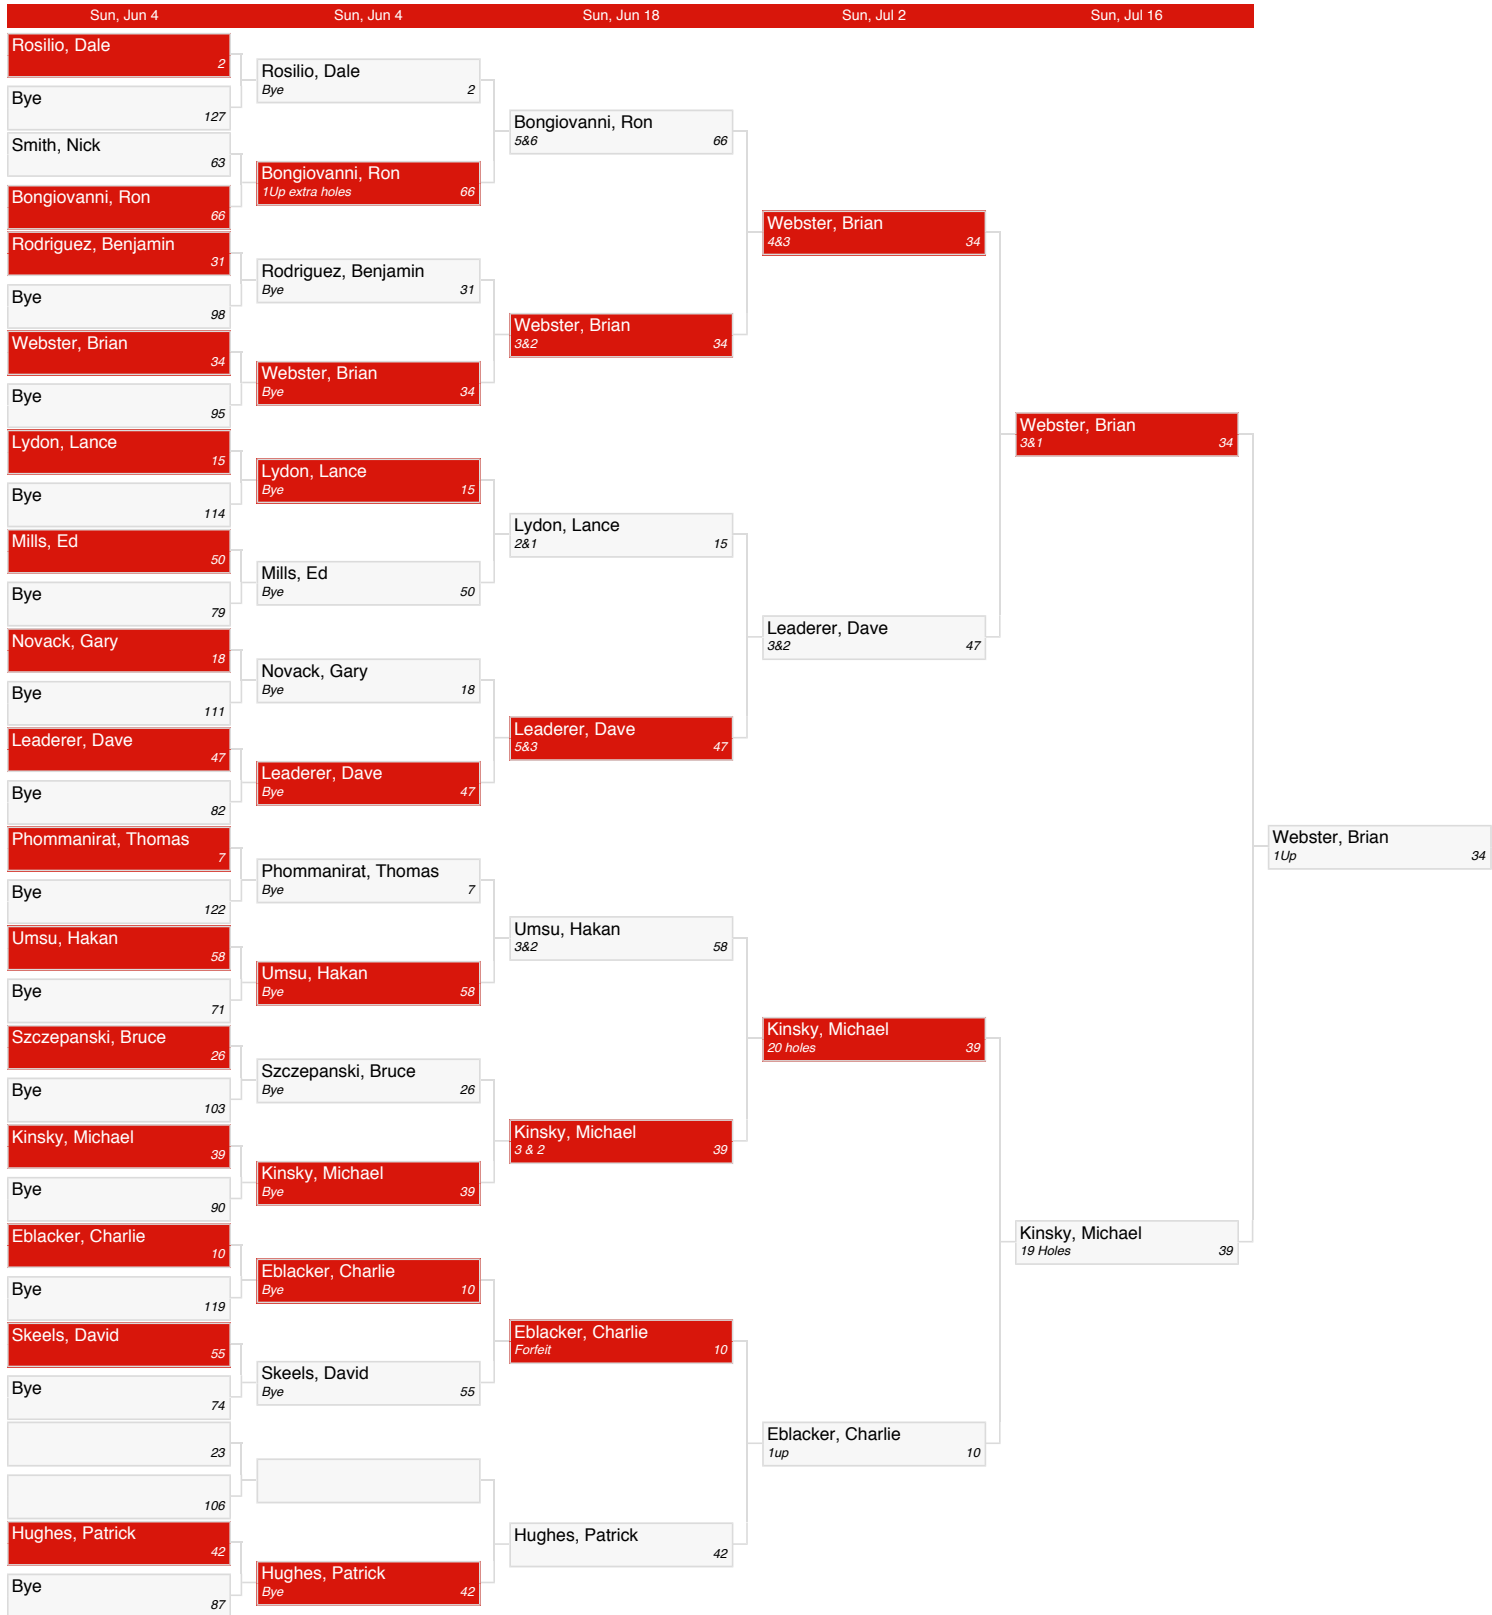 Sun, Jun 4
Sun, Jun 4
Sun, Jun 18
Sun, Jul 2
Sun, Jul 16
Rosilio, Dale
2
Bye
127
Smith, Nick
63
Bongiovanni, Ron
66
Rodriguez, Benjamin
31
Bye
98
Webster, Brian
34
Bye
95
Lydon, Lance
15
Bye
114
Mills, Ed
50
Bye
79
Novack, Gary
18
Bye
111
Leaderer, Dave
47
Bye
82
Phommanirat, Thomas
7
Bye
122
Umsu, Hakan
58
Bye
71
Szczepanski, Bruce
26
Bye
103
Kinsky, Michael
39
Bye
90
Eblacker, Charlie
10
Bye
119
Skeels, David
55
Bye
74
23
106
Hughes, Patrick
42
Bye
87
Rosilio, Dale
Bye 2
Bongiovanni, Ron
1Up extra holes 66
Rodriguez, Benjamin
Bye 31
Webster, Brian
Bye 34
Lydon, Lance
Bye 15
Mills, Ed
Bye 50
Novack, Gary
Bye 18
Leaderer, Dave
Bye 47
Phommanirat, Thomas
Bye 7
Umsu, Hakan
Bye 58
Szczepanski, Bruce
Bye 26
Kinsky, Michael
Bye 39
Eblacker, Charlie
Bye 10
Skeels, David
Bye 55
Hughes, Patrick
Bye 42
Bongiovanni, Ron
5&6 66
Webster, Brian
3&2 34
Lydon, Lance
2&1 15
Leaderer, Dave
5&3 47
Umsu, Hakan
3&2 58
Kinsky, Michael
3 & 2 39
Eblacker, Charlie
Forfeit 10
Hughes, Patrick
42
Webster, Brian
4&3 34
Leaderer, Dave
3&2 47
Kinsky, Michael
20 holes 39
Eblacker, Charlie
1up 10
Webster, Brian
3&1 34
Kinsky, Michael
19 Holes 39
Webster, Brian
1Up 34